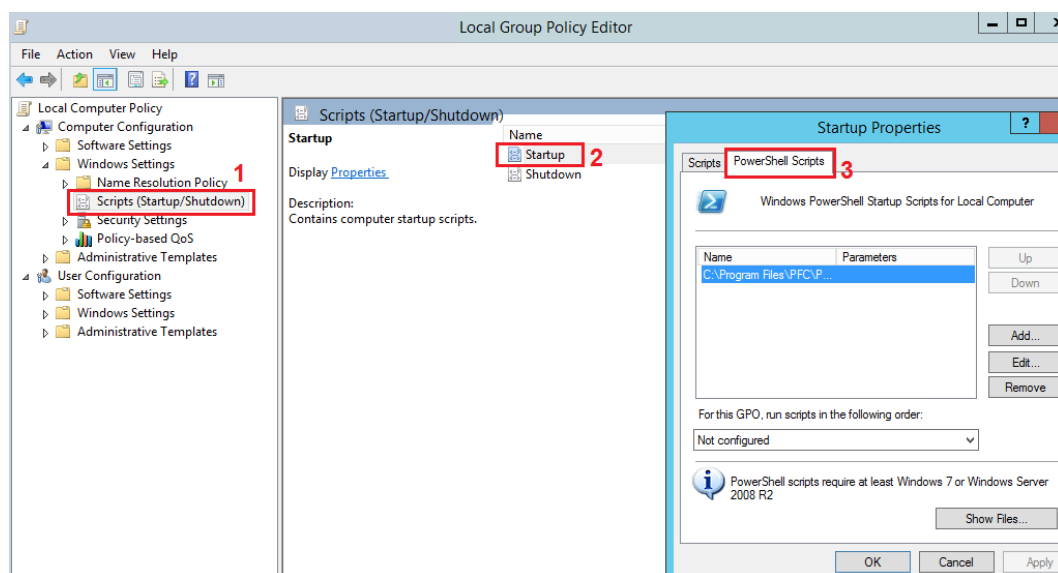 Local Group Policy Editor
File Action View Help
Local Computer Policy
Computer Configuration
Software Settings
Windows Settings
Name Resolution Policy
1
Scripts (Startup/Shutdown)
Security Settings
Policy-based QoS
Administrative Templates
User Configuration
Software Settings
Windows Settings
Administrative Templates
Scripts (Startup/Shutdown)
Startup
Display Properties
Description:
Contains computer startup scripts.
Name
Startup
2
Shutdown
Startup Properties
?
Scripts
PowerShell Scripts
3
Windows PowerShell Startup Scripts for Local Computer
Name Parameters
C:\Program Files\PFC\P...
Up
Down
Add...
Edit...
Remove
For this GPO, run scripts in the following order:
Not configured
PowerShell scripts require at least Windows 7 or Windows Server
2008 R2
Show Files...
OK Cancel Apply